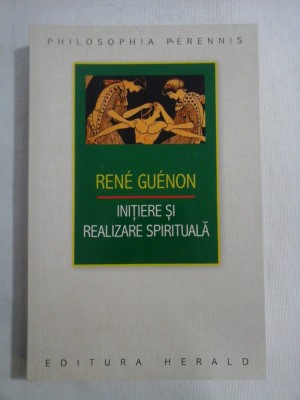 PHILOSOPHIA PERENNIS
RENÉ GUÉNON
INIȚIERE ȘI
REALIZARE SPIRITUALĂ
EDITURA HERALD